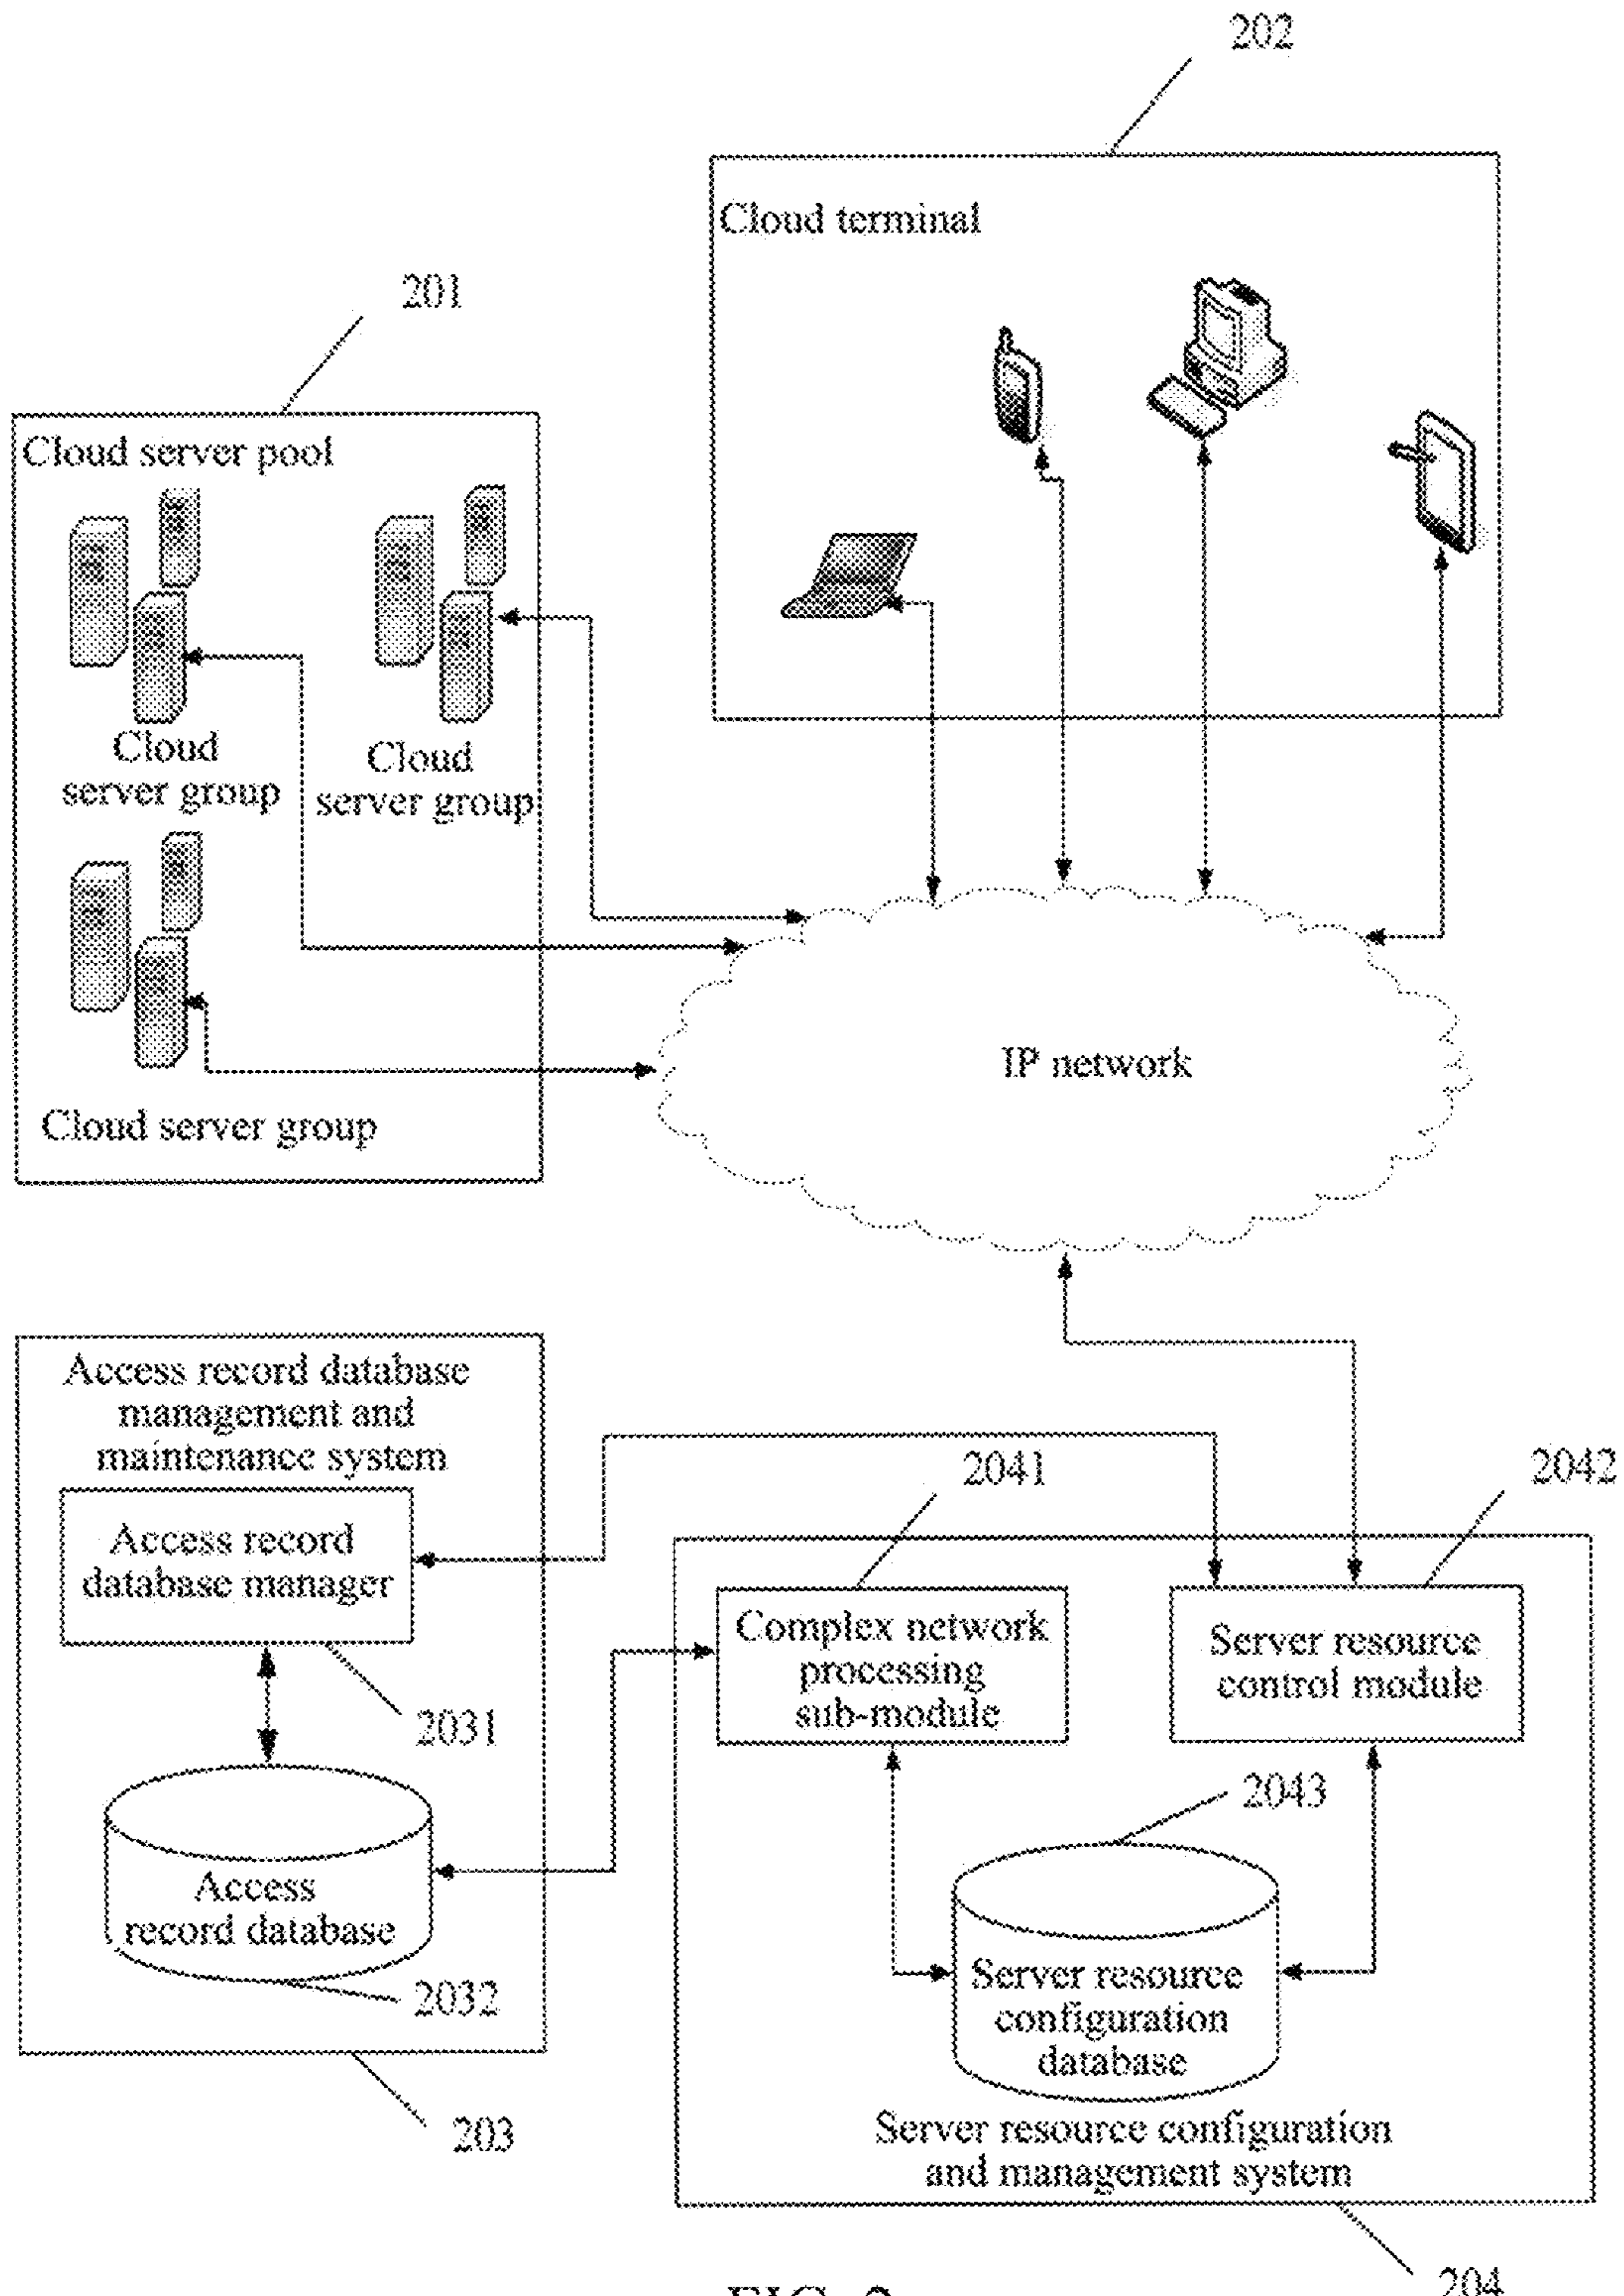 202
Cloud terminal
201
Cloud server pool
Cloud
server group
Cloud
server group
Cloud server group
IP network
Access record database
management and
maintenance system
Access record
database manager
2031
Access
record database
2032
203
2041
2042
Complex network
processing
sub-module
Server resource
control module
2043
Server resource
configuration
database
Server resource configuration
and management system
204